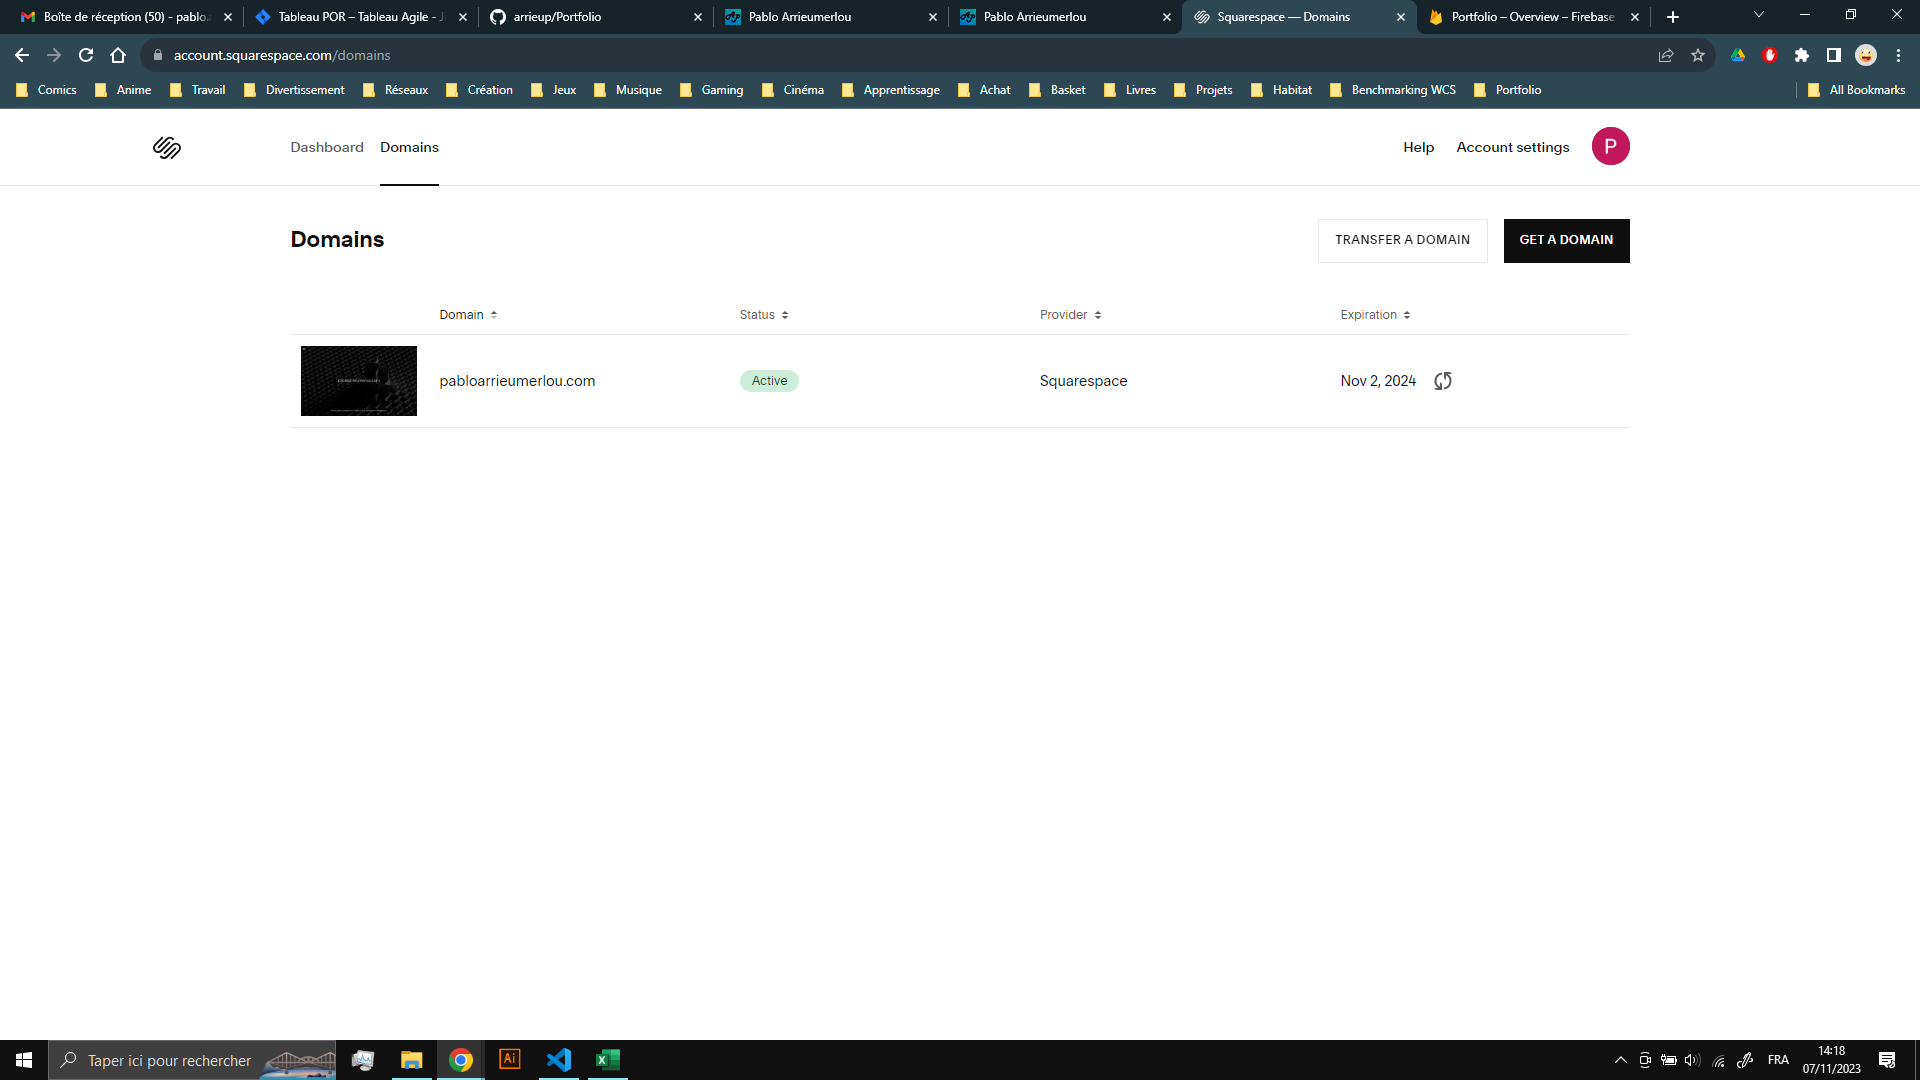 Boîte de réception (50) - pablo.
Tableau POR – Tableau Agile - Ji
arrieup/Portfolio
Pablo Arrieumerlou
Pablo Arrieumerlou
Squarespace — Domains
Portfolio – Overview – Firebase
account.squarespace.com/domains
Comics
Anime
Travail
Divertissement
Réseaux
Création
Jeux
Musique
Gaming
Cinéma
Apprentissage
Achat
Basket
Livres
Projets
Habitat
Benchmarking WCS
Portfolio
All Bookmarks
Dashboard
Domains
Help
Account settings
P
Domains
TRANSFER A DOMAIN
GET A DOMAIN
Domain
Status
Provider
Expiration
pabloarrieumerlou.com
Active
Squarespace
Nov 2, 2024
Taper ici pour rechercher
Ai
FRA
14:18
07/11/2023